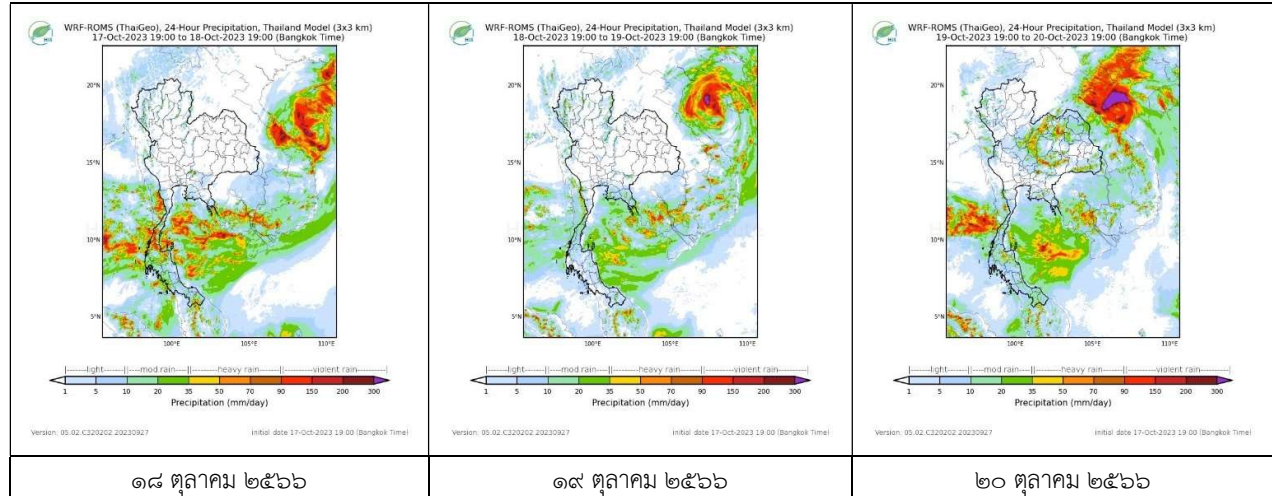 WRF-ROMS (ThaiGeo), 24-Hour Precipitation, Thailand Model (3x3 km)
17-Oct-2023 19:00 to 18-Oct-2023 19:00 (Bangkok Time)
20°N
15°N
10°N
5°N
100°E
105°E
110°E
light
mod rain
heavy rain
violent rain
1 5 10 20 35 50 70 90 150 200 300
Precipitation (mm/day)
Version: 05.02.C320202 20230927
initial date 17-Oct-2023 19:00 (Bangkok Time)
๑๘ ตุลาคม ๒๕๖๖
WRF-ROMS (ThaiGeo), 24-Hour Precipitation, Thailand Model (3x3 km)
18-Oct-2023 19:00 to 19-Oct-2023 19:00 (Bangkok Time)
20°N
15°N
10°N
5°N
100°E
105°E
110°E
light
mod rain
heavy rain
violent rain
1 5 10 20 35 50 70 90 150 200 300
Precipitation (mm/day)
Version: 05.02.C320202 20230927
initial date 17-Oct-2023 19:00 (Bangkok Time)
๑๙ ตุลาคม ๒๕๖๖
WRF-ROMS (ThaiGeo), 24-Hour Precipitation, Thailand Model (3x3 km)
19-Oct-2023 19:00 to 20-Oct-2023 19:00 (Bangkok Time)
20°N
15°N
10°N
5°N
100°E
105°E
110°E
light
mod rain
heavy rain
violent rain
1 5 10 20 35 50 70 90 150 200 300
Precipitation (mm/day)
Version: 05.02.C320202 20230927
initial date 17-Oct-2023 19:00 (Bangkok Time)
๒๐ ตุลาคม ๒๕๖๖